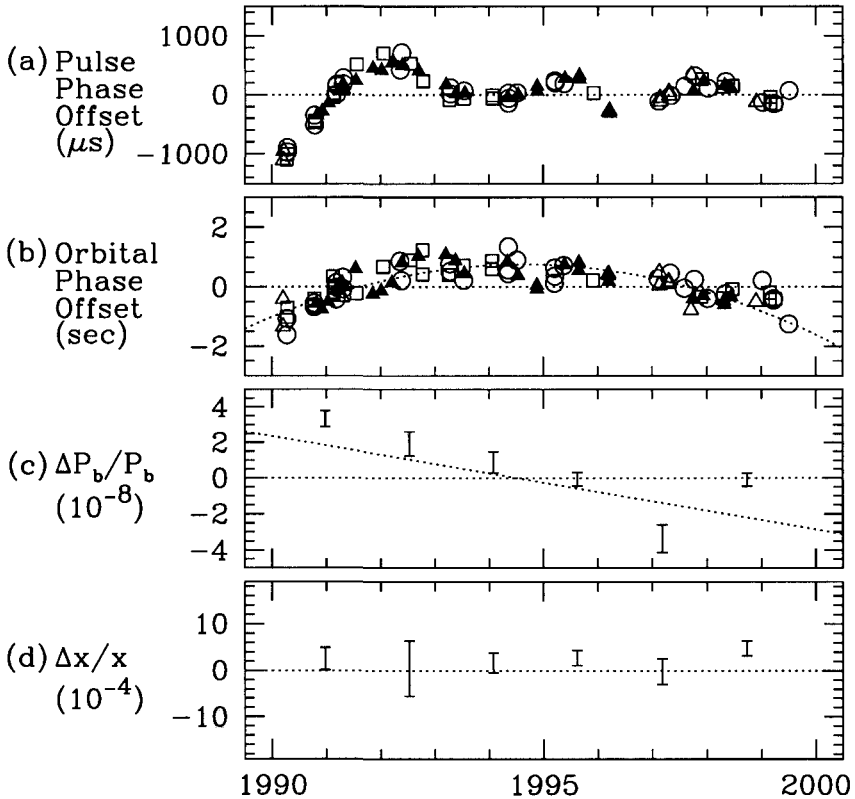 (a) Pulse
Phase
Offset
(μs)
1000
0
−1000
(b) Orbital
Phase
Offset
(sec)
2
0
−2
(c) ΔP_b/P_b
(10⁻⁸)
4
2
0
−2
−4
(d) Δx/x
(10⁻⁴)
10
0
−10
1990 1995 2000